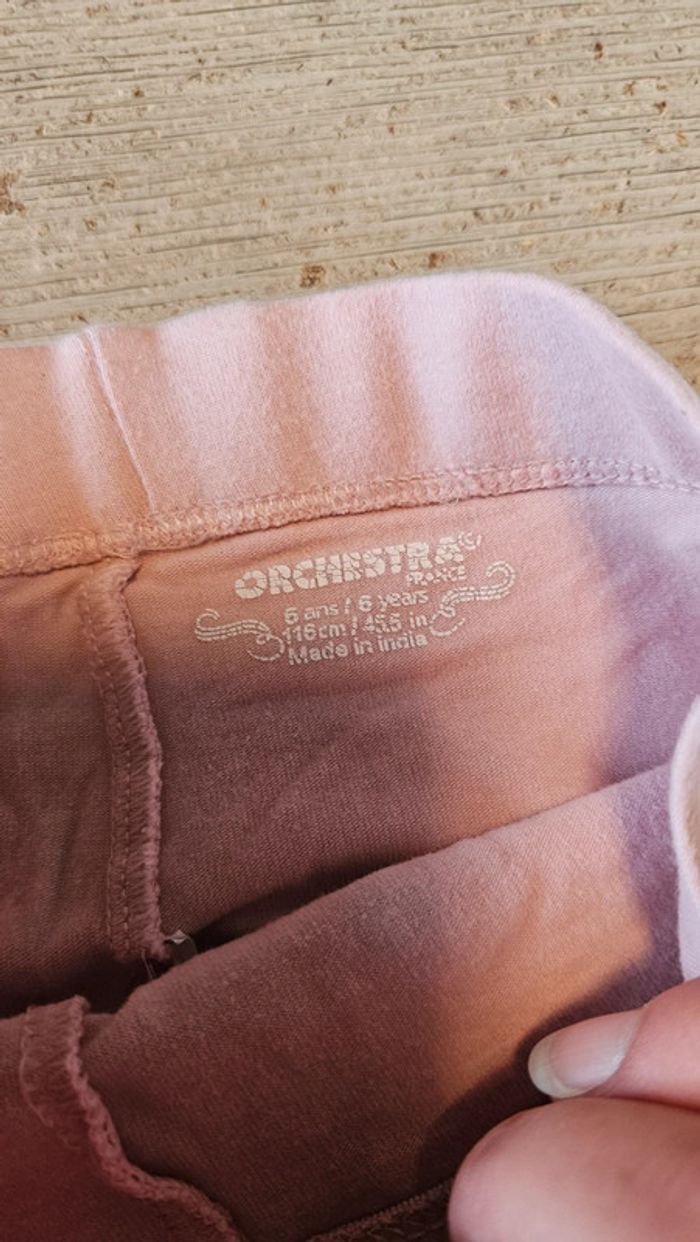 ORCHESTRA
FRANCE
6 ans / 6 years
116cm / 45.5 in
Made in india